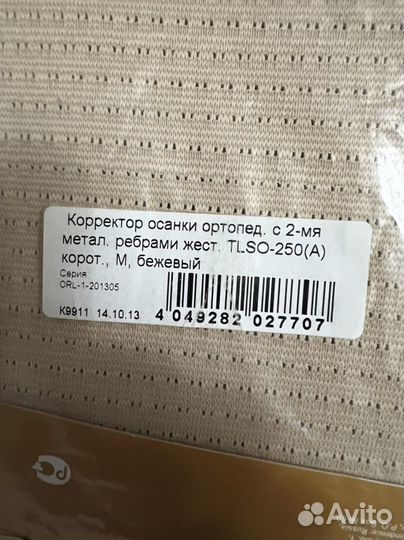 Корректор осанки ортопед. с 2-мя
метал. ребрами жест. TLSO-250(A)
корот., М, бежевый
Серия
ORL-1-201305
K9911 14.10.13
4 049282 027707
Avito